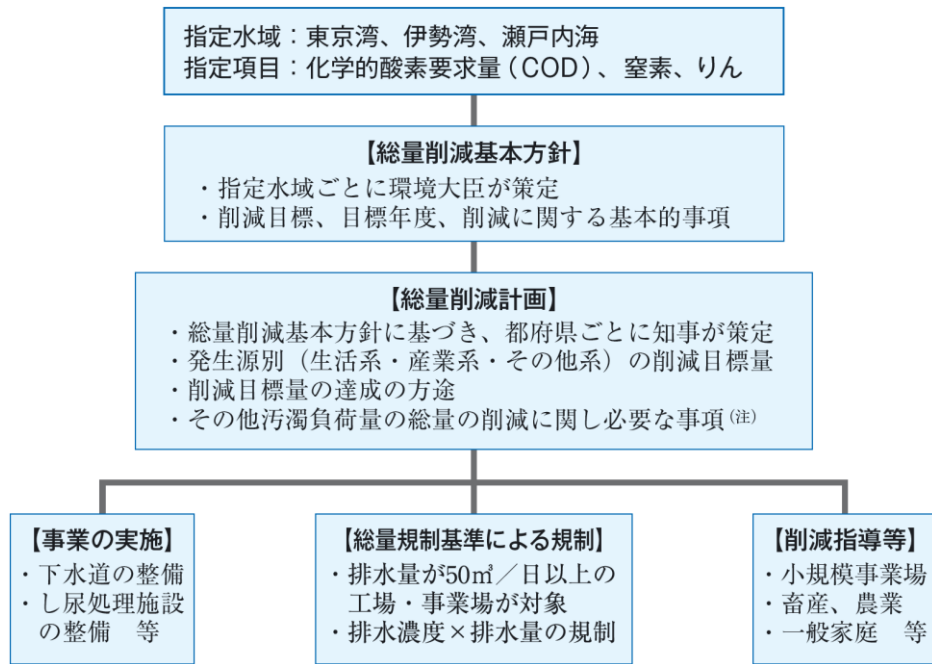 指定水域：東京湾、伊勢湾、瀬戸内海
指定項目：化学的酸素要求量（COD）、窒素、りん
【総量削減基本方針】
・指定水域ごとに環境大臣が策定
・削減目標、目標年度、削減に関する基本的事項
【総量削減計画】
・総量削減基本方針に基づき、都府県ごとに知事が策定
・発生源別（生活系・産業系・その他系）の削減目標量
・削減目標量の達成の方途
・その他汚濁負荷量の総量の削減に関し必要な事項(注)
【事業の実施】
・下水道の整備
・し尿処理施設
の整備　等
【総量規制基準による規制】
・排水量が50㎥／日以上の
工場・事業場が対象
・排水濃度×排水量の規制
【削減指導等】
・小規模事業場
・畜産、農業
・一般家庭　等